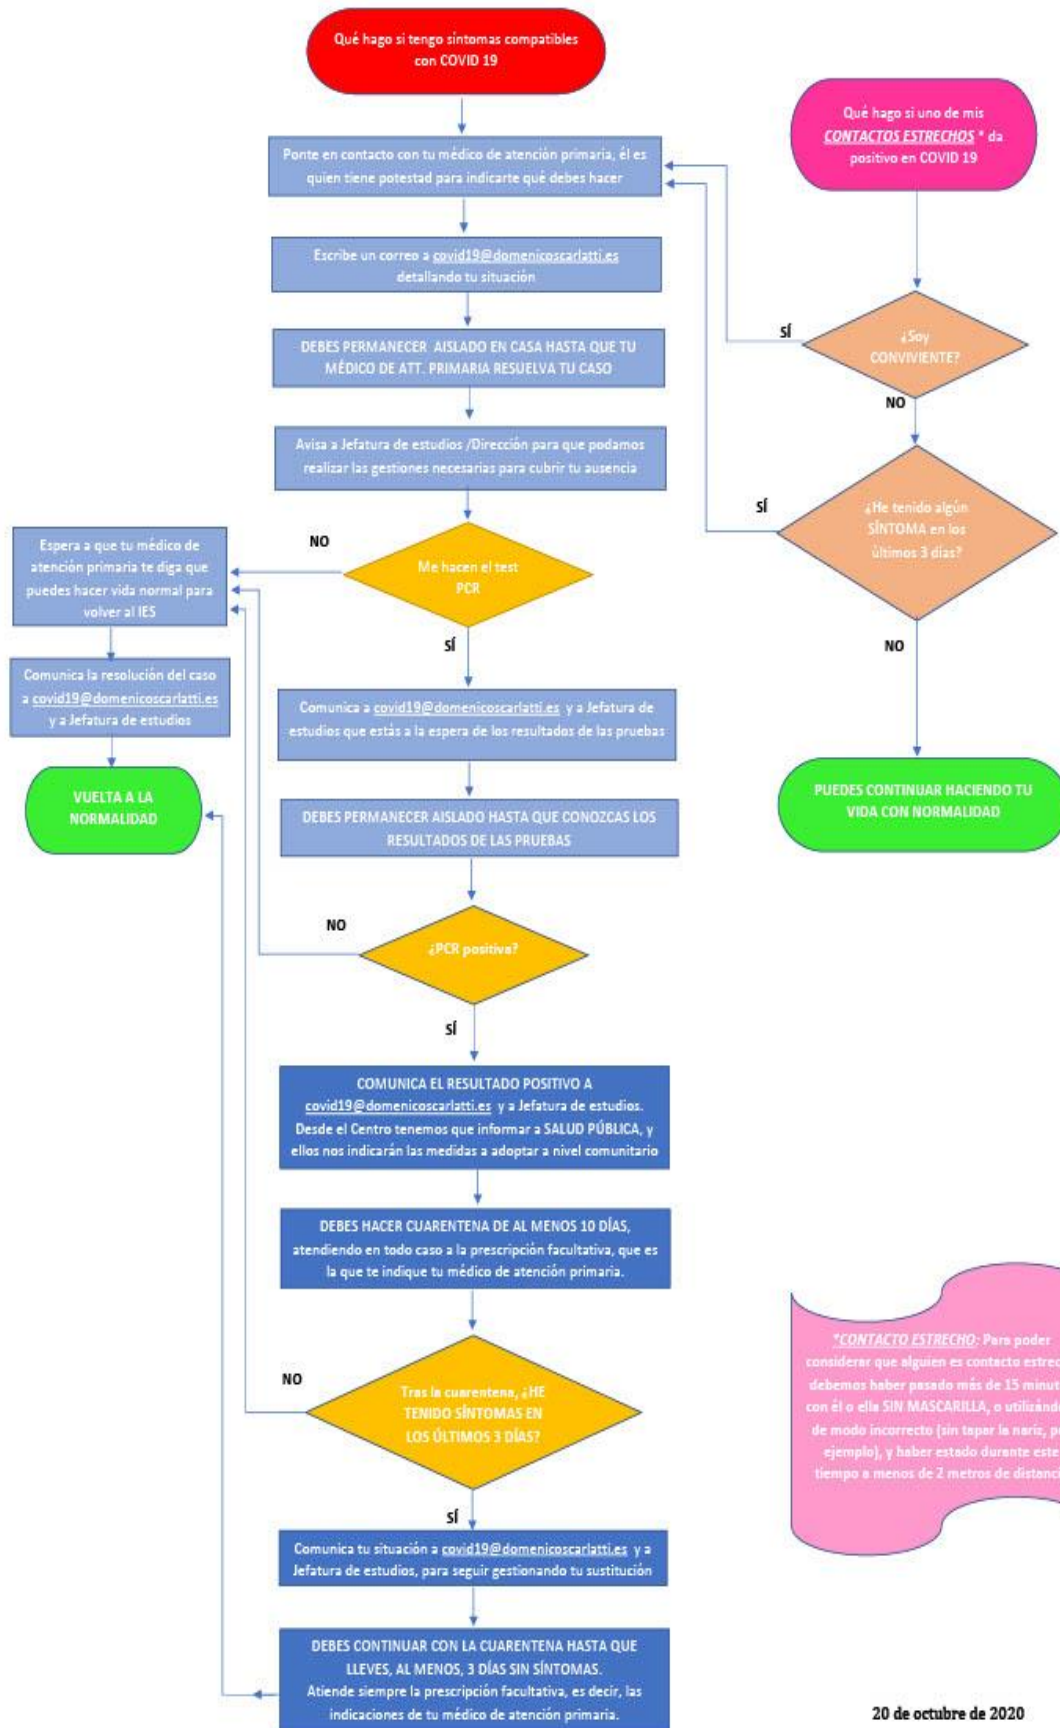 Qué hago si tengo síntomas compatibles
con COVID 19
Ponte en contacto con tu médico de atención primaria, él es
quien tiene potestad para indicarte qué debes hacer
Escribe un correo a covid19@domenicoscarlatti.es
detallando tu situación
DEBES PERMANECER AISLADO EN CASA HASTA QUE TU
MÉDICO DE ATT. PRIMARIA RESUELVA TU CASO
Avisa a Jefatura de estudios /Dirección para que podamos
realizar las gestiones necesarias para cubrir tu ausencia
Me hacen el test
PCR
NO
Espera a que tu médico de
atención primaria te diga que
puedes hacer vida normal para
volver al IES
Comunica la resolución del caso
a covid19@domenicoscarlatti.es
y a Jefatura de estudios
VUELTA A LA
NORMALIDAD
SÍ
Comunica a covid19@domenicoscarlatti.es y a Jefatura de
estudios que estás a la espera de los resultados de las pruebas
DEBES PERMANECER AISLADO HASTA QUE CONOZCAS LOS
RESULTADOS DE LAS PRUEBAS
¿PCR positiva?
NO
SÍ
COMUNICA EL RESULTADO POSITIVO A
covid19@domenicoscarlatti.es y a Jefatura de estudios.
Desde el Centro tenemos que informar a SALUD PÚBLICA, y
ellos nos indicarán las medidas a adoptar a nivel comunitario
DEBES HACER CUARENTENA DE AL MENOS 10 DÍAS,
atendiendo en todo caso a la prescripción facultativa, que es
la que te indique tu médico de atención primaria.
Tras la cuarentena, ¿HE
TENIDO SÍNTOMAS EN
LOS ÚLTIMOS 3 DÍAS?
NO
SÍ
Comunica tu situación a covid19@domenicoscarlatti.es y a
Jefatura de estudios, para seguir gestionando tu sustitución
DEBES CONTINUAR CON LA CUARENTENA HASTA QUE
LLEVES, AL MENOS, 3 DÍAS SIN SÍNTOMAS.
Atiende siempre la prescripción facultativa, es decir, las
indicaciones de tu médico de atención primaria.
Qué hago si uno de mis
CONTACTOS ESTRECHOS * da
positivo en COVID 19
¿Soy
CONVIVIENTE?
SÍ
NO
¿He tenido algún
SÍNTOMA en los
últimos 3 días?
SÍ
NO
PUEDES CONTINUAR HACIENDO TU
VIDA CON NORMALIDAD
*CONTACTO ESTRECHO: Para poder
considerar que alguien es contacto
debemos haber pasado más de 15
con él o ella SIN MASCARILLA, o
de modo incorrecto (sin tapar la nariz,
ejemplo), y haber estado durante este
tiempo a menos de 2 metros de
20 de octubre de 2020